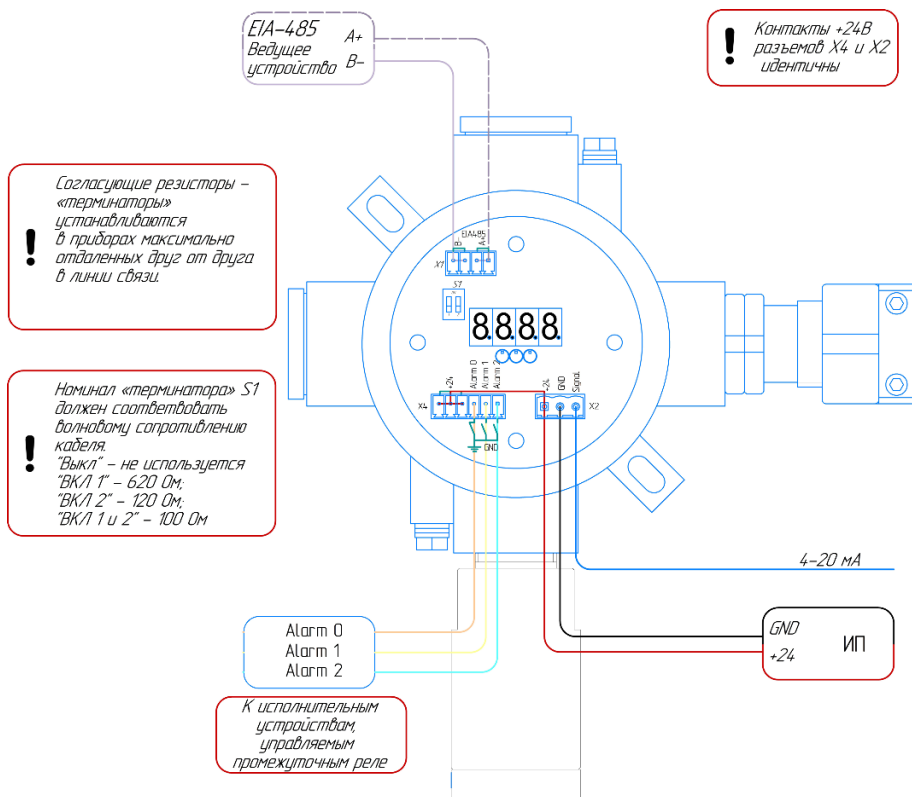 EIA-485
Ведущее
устройство
A+
B-
!
Контакты +24В
разъемов X4 и X2
идентичны
!
Согласующие резисторы -
«терминаторы»
устанавливаются
в приборах максимально
отдаленных друг от друга
в линии связи.
!
Номинал «терминатора» S1
должен соответвовать
волновому сопротивлению
кабеля.
"Выкл" - не используется
"ВКЛ 1" - 620 Ом;
"ВКЛ 2" - 120 Ом;
"ВКЛ 1 и 2" - 100 Ом
EIA485
B-
A+
X1
S1
8.8.8.8.
+24
Alarm 0
Alarm 1
Alarm 2
+24
GND
Signal
X4
X2
GND
4-20 мА
Alarm 0
Alarm 1
Alarm 2
GND
+24
ИП
К исполнительным
устройствам,
управляемым
промежуточным реле